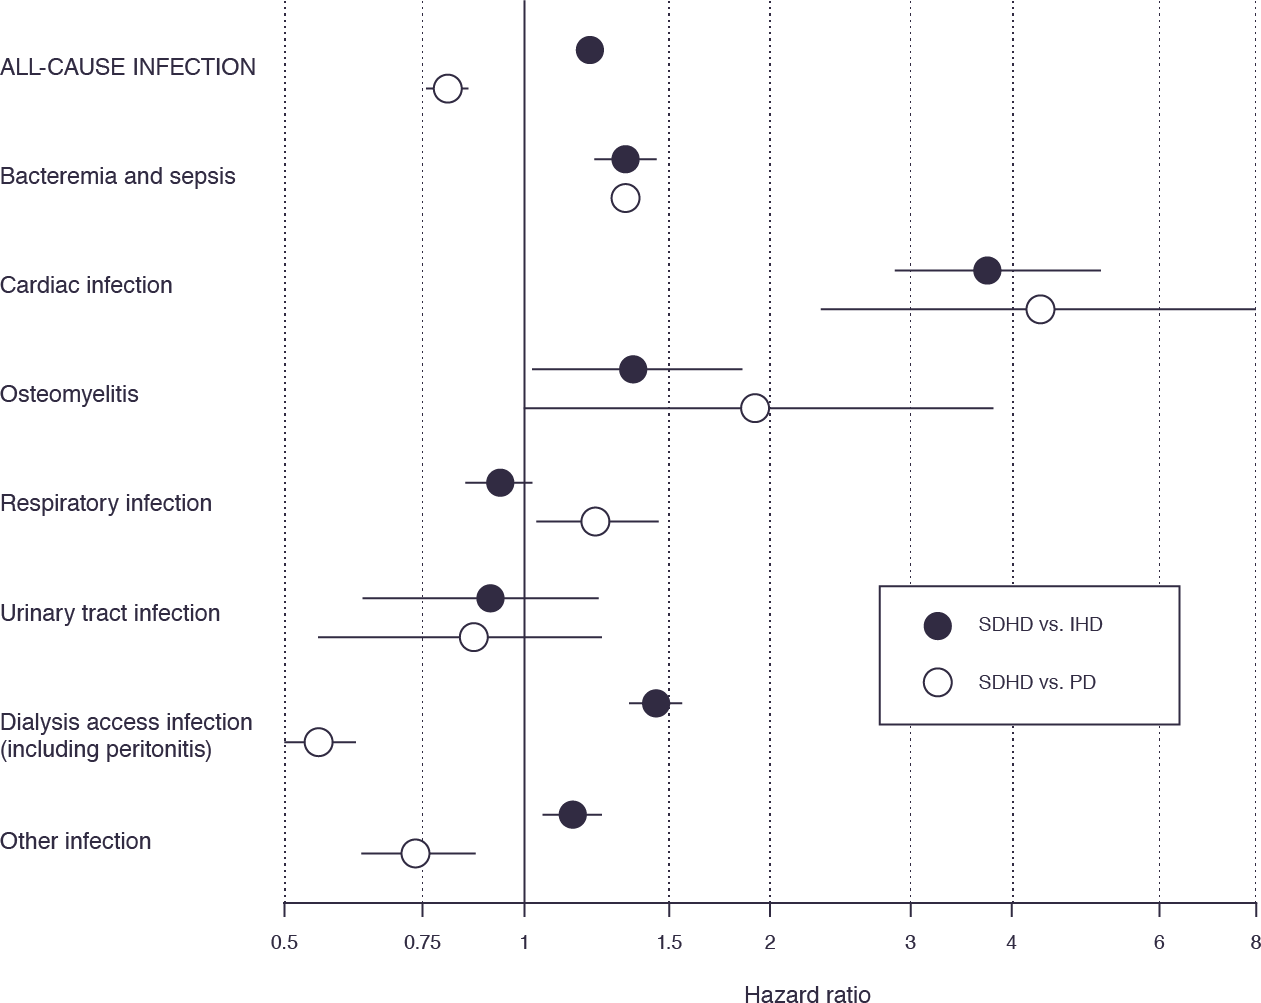 ALL-CAUSE INFECTION
Bacteremia and sepsis
Cardiac infection
Osteomyelitis
Respiratory infection
Urinary tract infection
SDHD vs. IHD
SDHD vs. PD
Dialysis access infection
(including peritonitis)
Other infection
0.5 0.75 1 1.5 2 3 4 6 8
Hazard ratio